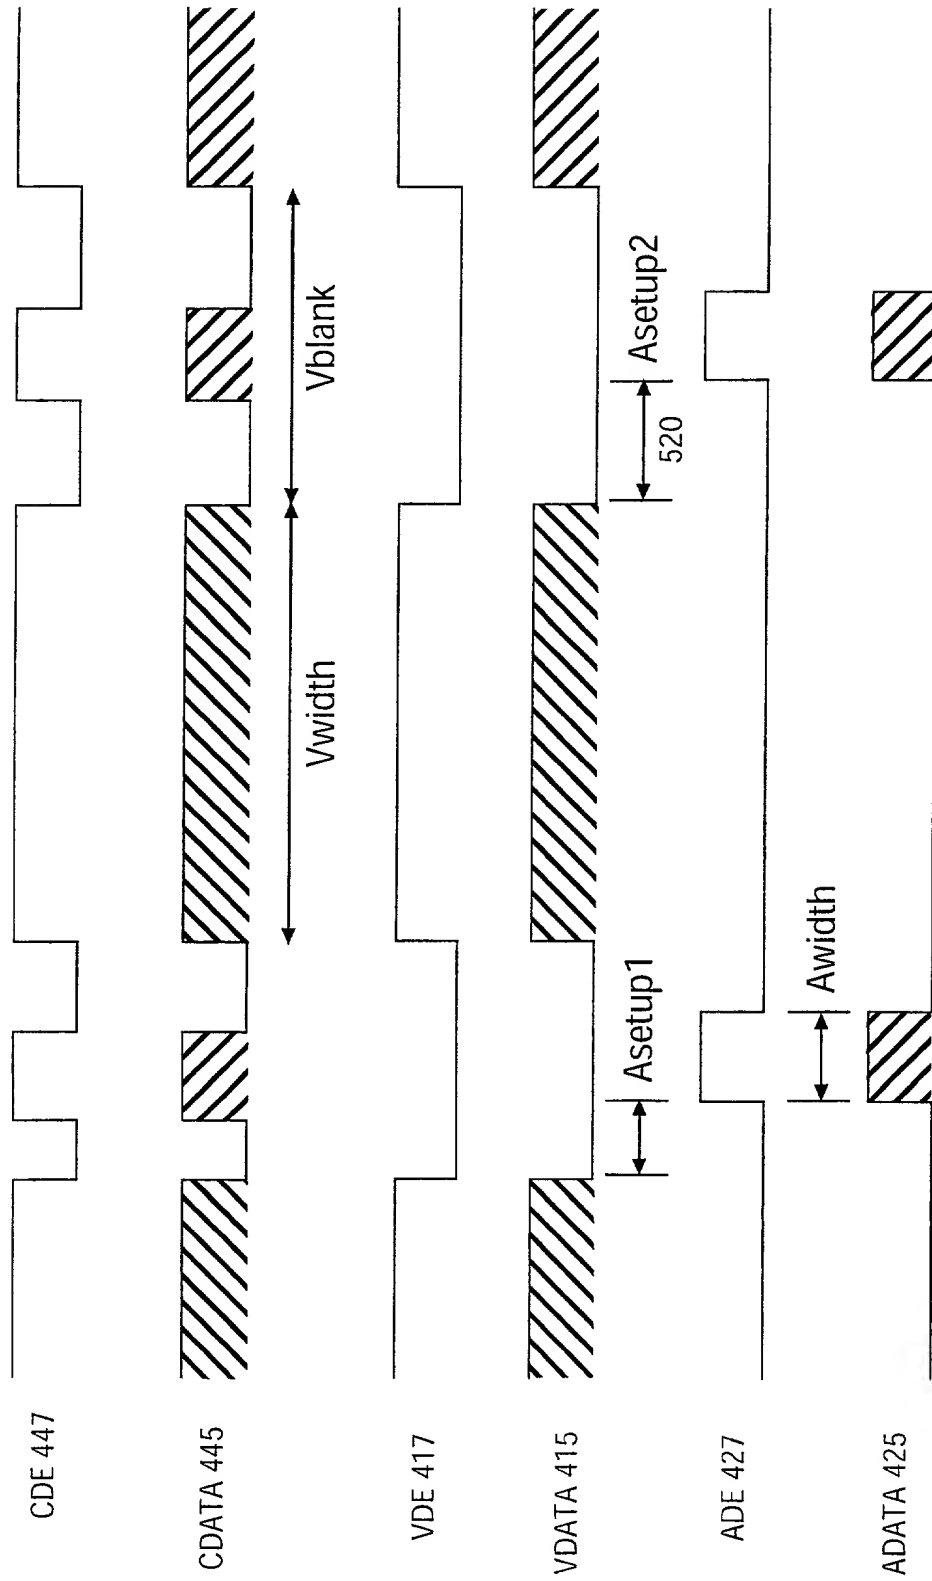 CDE 447
CDATA 445
Vwidth
Vblank
VDE 417
VDATA 415
Asetup1
Asetup2
520
ADE 427
Awidth
ADATA 425